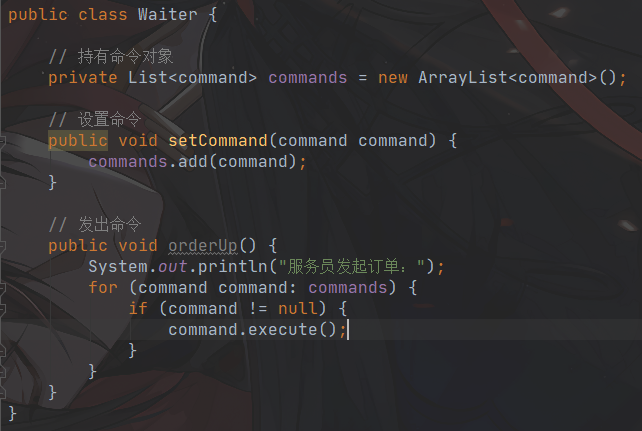 public class Waiter {
// 持有命令对象
private List<command> commands = new ArrayList<command>();
// 设置命令
public void setCommand(command command) {
commands.add(command);
}
// 发出命令
public void orderUp() {
System.out.println("服务员发起订单：");
for (command command: commands) {
if (command != null) {
command.execute();
}
}
}
}